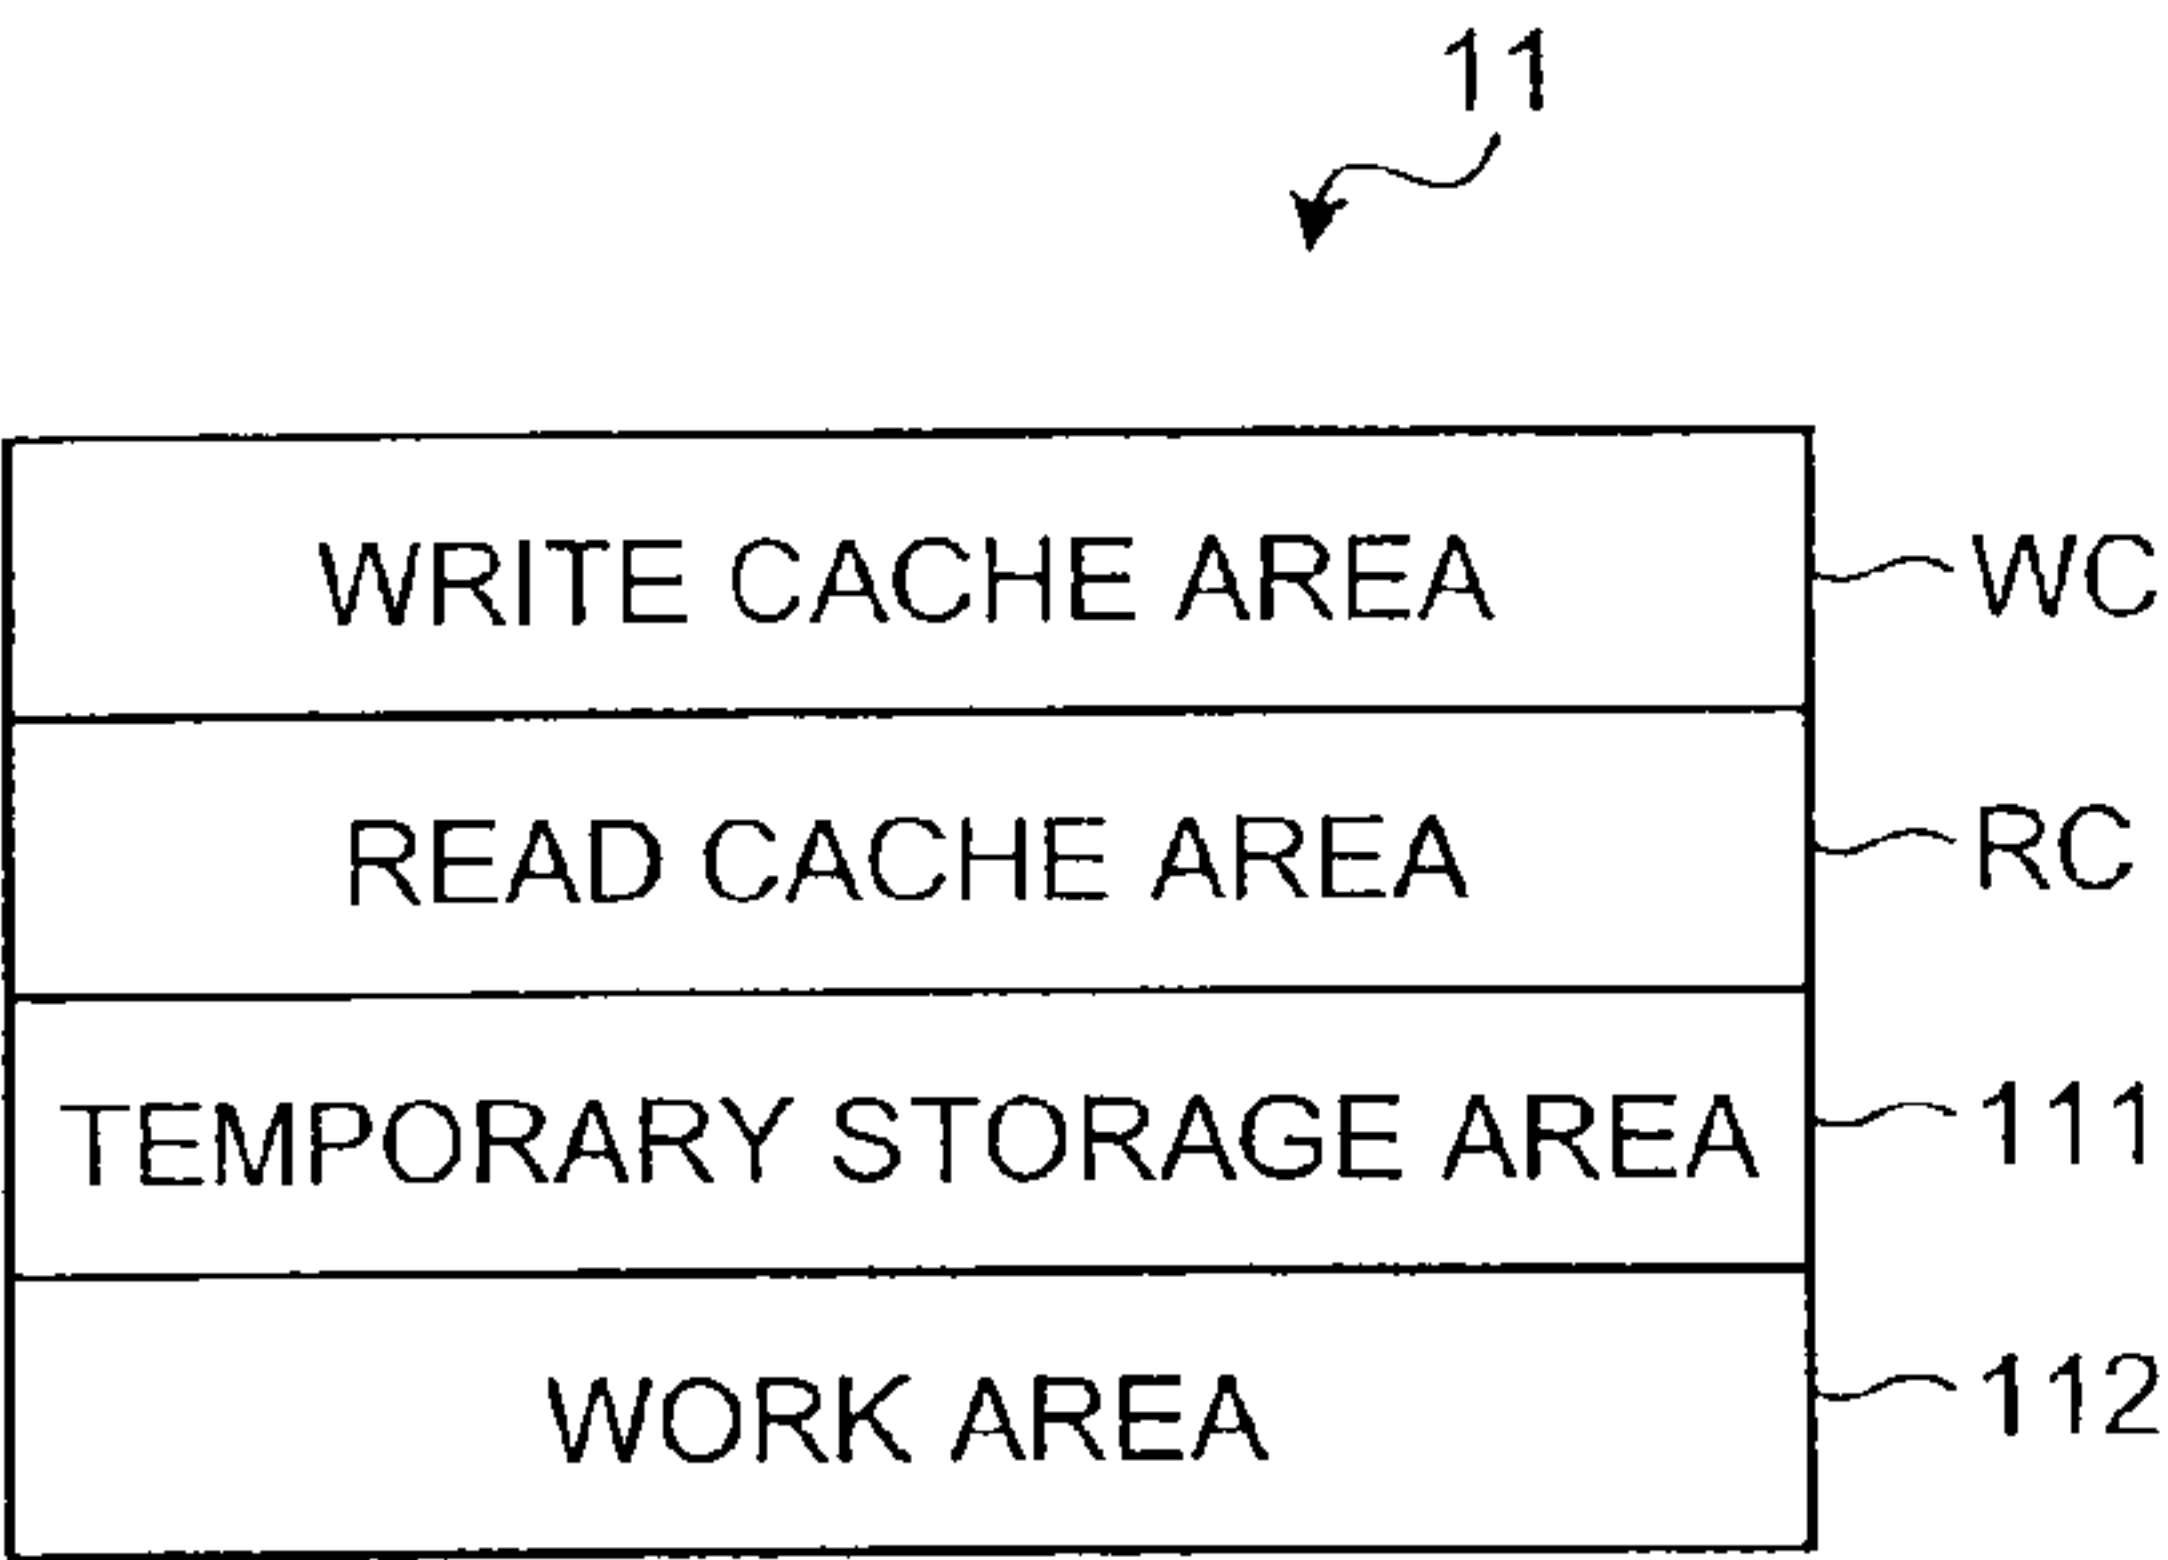 11
WRITE CACHE AREA WC
READ CACHE AREA RC
TEMPORARY STORAGE AREA 111
WORK AREA 112